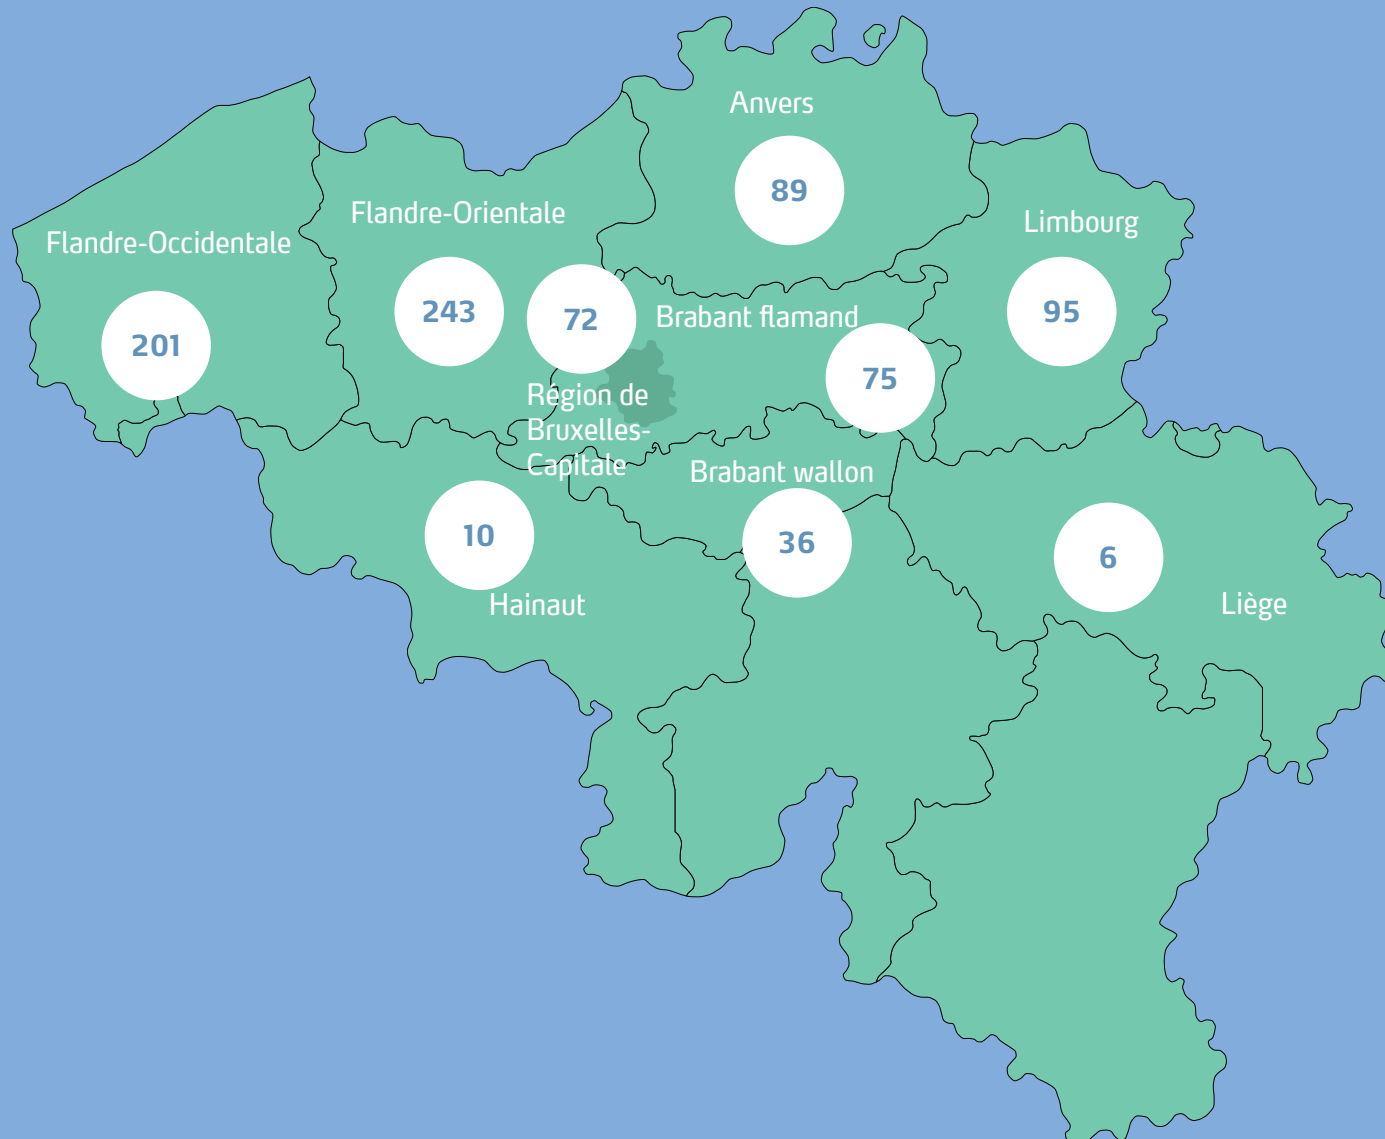 Anvers
89
Flandre-Orientale
243
Limbourg
95
Flandre-Occidentale
201
72
Région de
Bruxelles-
Capitale
Brabant flamand
75
Brabant wallon
36
10
Hainaut
6
Liège